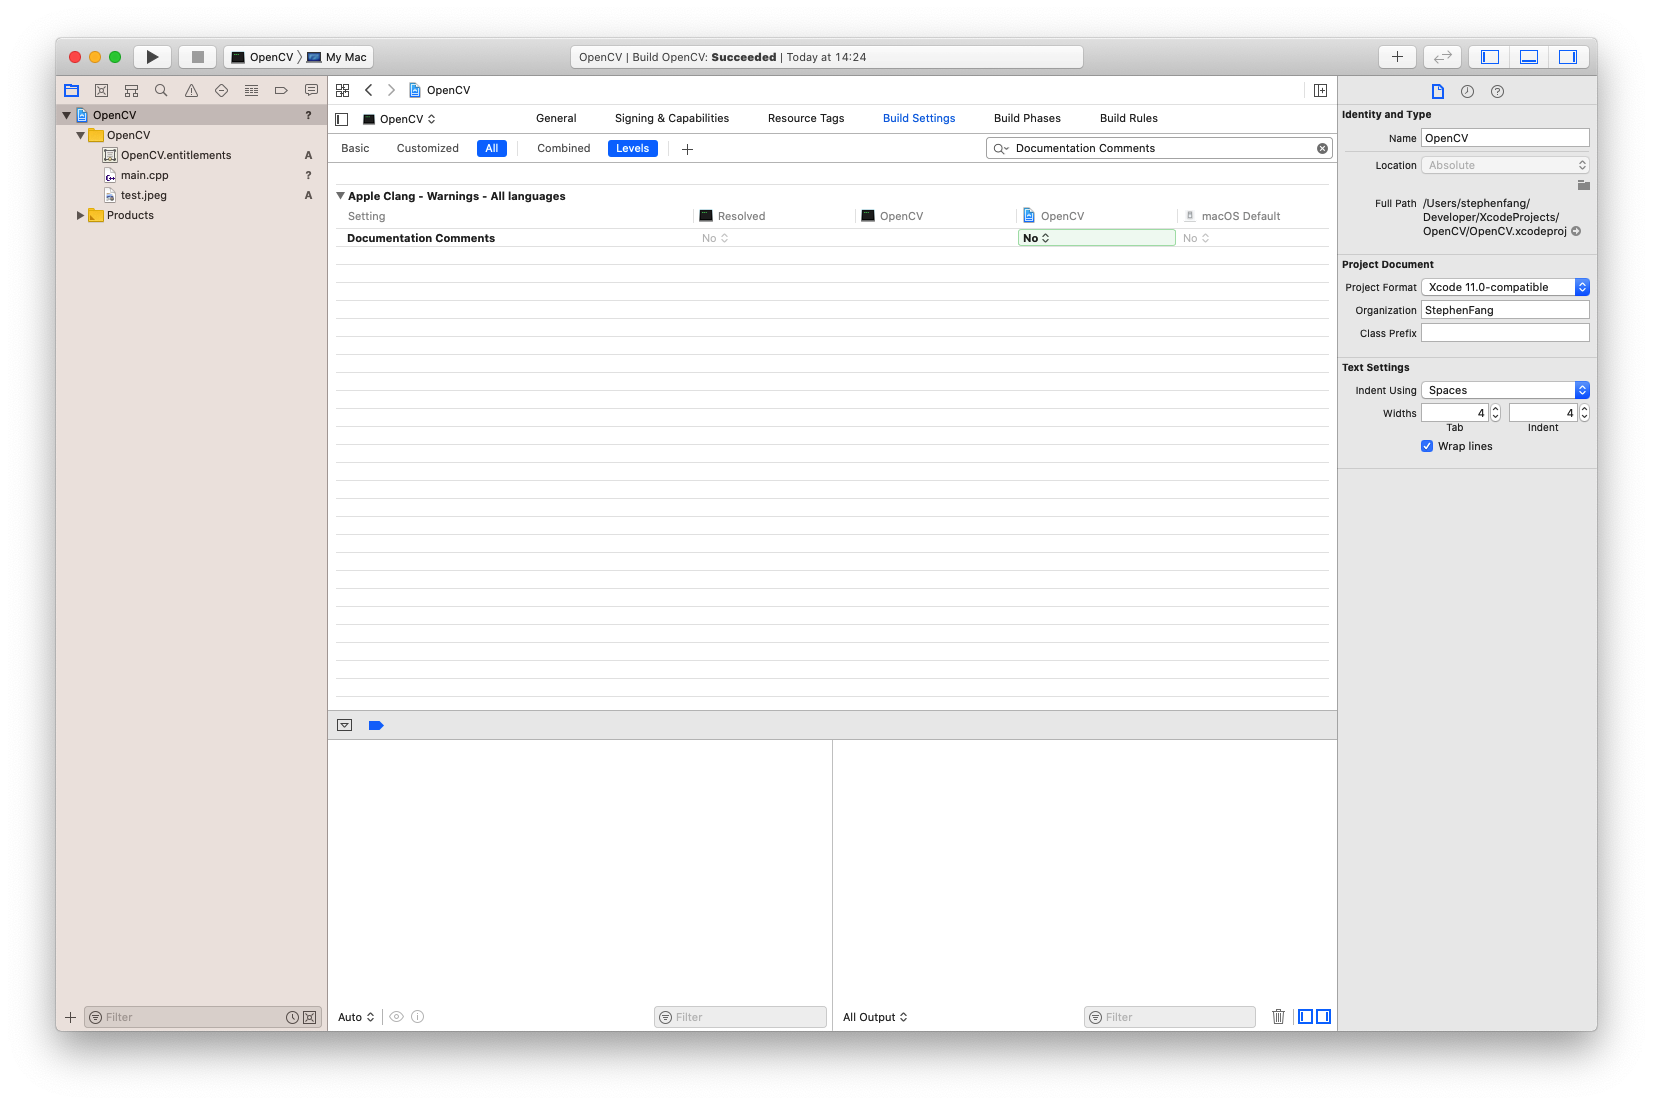 OpenCV 〉 My Mac
OpenCV | Build OpenCV: Succeeded | Today at 14:24
OpenCV ?
OpenCV
OpenCV.entitlements A
main.cpp ?
test.jpeg A
Products
Filter
OpenCV
OpenCV General Signing & Capabilities Resource Tags Build Settings Build Phases Build Rules
Basic Customized All Combined Levels + Documentation Comments
Apple Clang - Warnings - All languages
Setting Resolved OpenCV OpenCV macOS Default
Documentation Comments No No No
Auto Filter
All Output Filter
Identity and Type
Name OpenCV
Location Absolute
Full Path /Users/stephenfang/
Developer/XcodeProjects/
OpenCV/OpenCV.xcodeproj
Project Document
Project Format Xcode 11.0-compatible
Organization StephenFang
Class Prefix
Text Settings
Indent Using Spaces
Widths 4 4
Tab Indent
Wrap lines